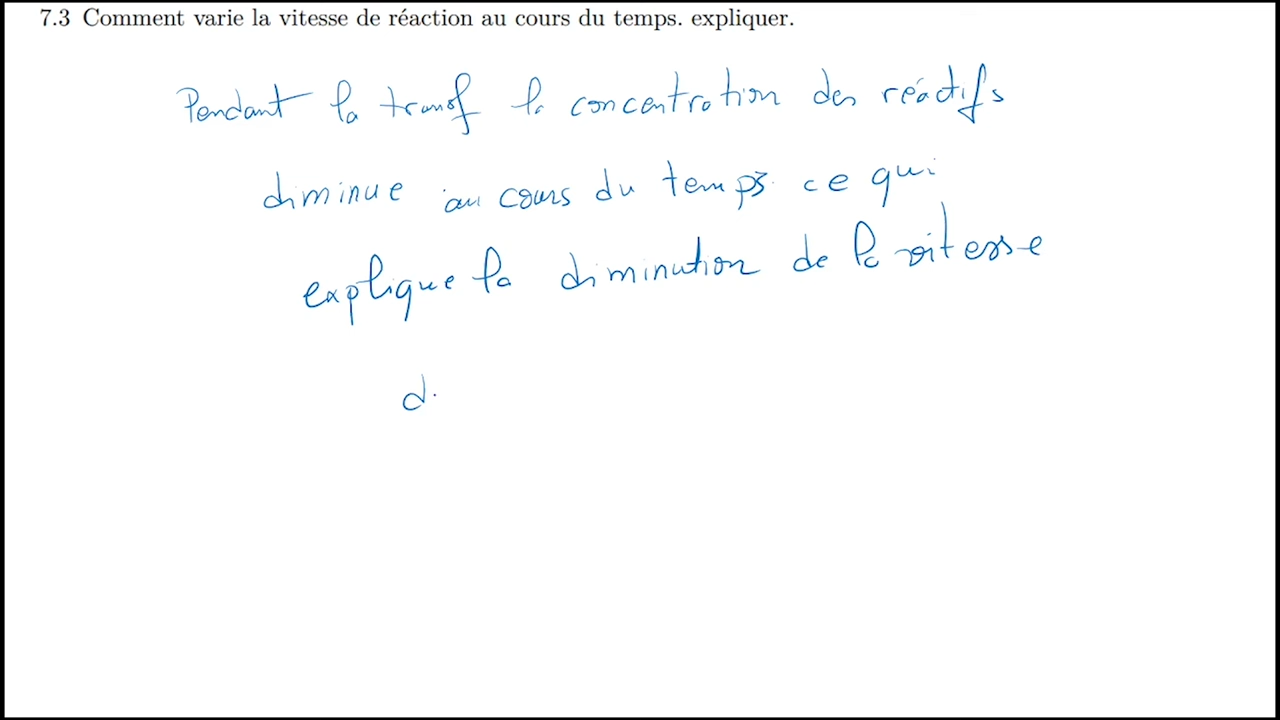 7.3 Comment varie la vitesse de réaction au cours du temps. expliquer.
Pendant la transf la concentration des réactifs
diminue au cours du temps ce qui
explique la diminution de la vitesse
d